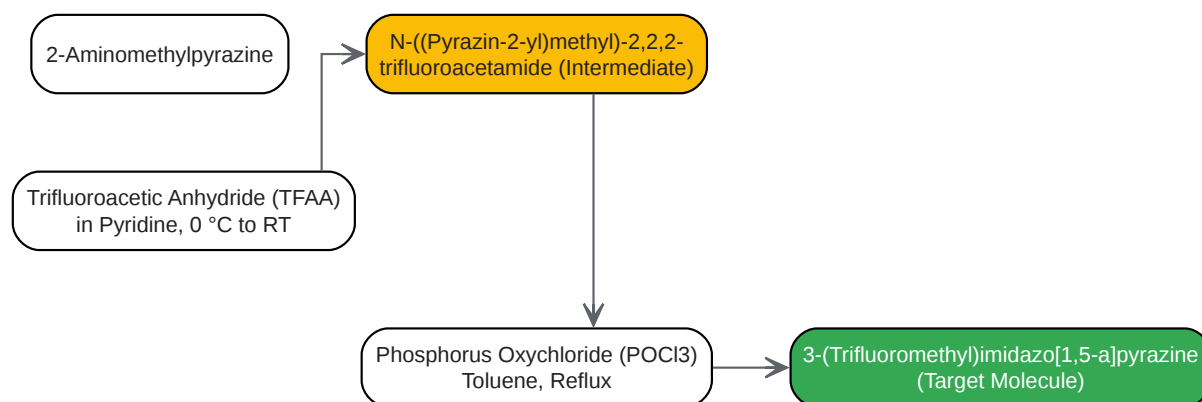 2-Aminomethylpyrazine
N-((Pyrazin-2-yl)methyl)-2,2,2-
trifluoroacetamide (Intermediate)
Trifluoroacetic Anhydride (TFAA)
in Pyridine, 0 °C to RT
Phosphorus Oxychloride (POCl3)
Toluene, Reflux
3-(Trifluoromethyl)imidazo[1,5-a]pyrazine
(Target Molecule)